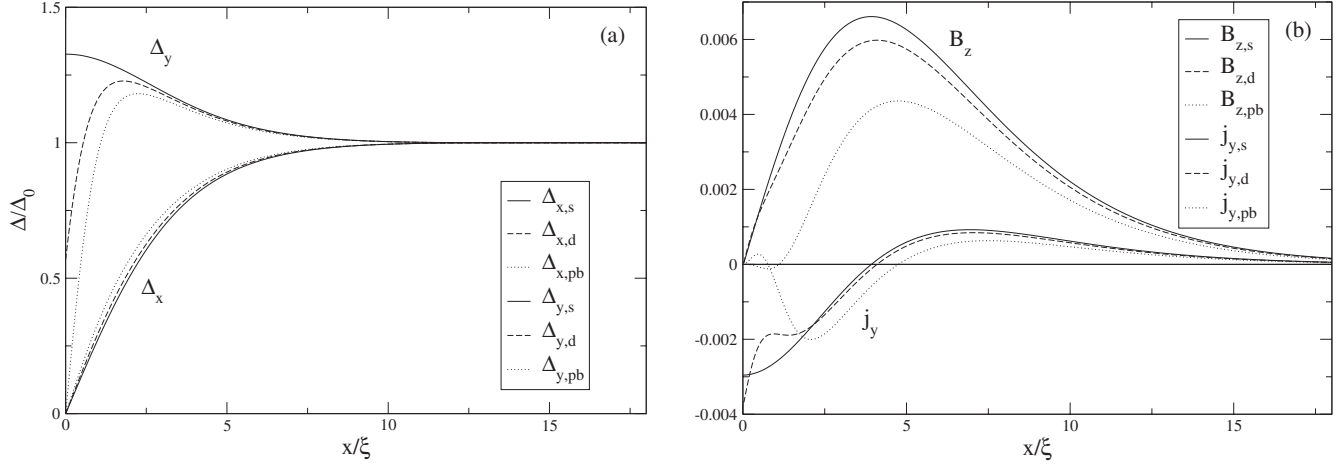 (a)
Δ/Δ₀
1.5
1
0.5
0
Δ_y
Δ_x
Δ_{x,s}
Δ_{x,d}
Δ_{x,pb}
Δ_{y,s}
Δ_{y,d}
Δ_{y,pb}
0 5 10 15
x/ξ
(b)
0.006
0.004
0.002
0
-0.002
-0.004
B_z
j_y
B_{z,s}
B_{z,d}
B_{z,pb}
j_{y,s}
j_{y,d}
j_{y,pb}
0 5 10 15
x/ξ